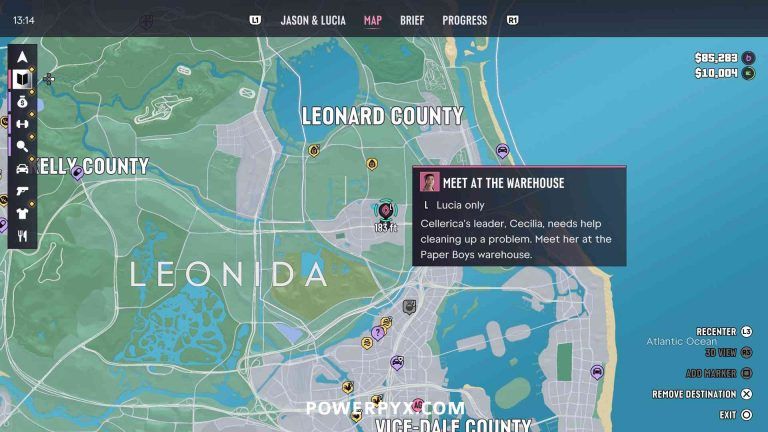 13:14
L1 JASON & LUCIA MAP BRIEF PROGRESS R1
$85,283
$10,004
LEONARD COUNTY
KELLY COUNTY
MEET AT THE WAREHOUSE
L Lucia only
Cellerica's leader, Cecilia, needs help
cleaning up a problem. Meet her at the
Paper Boys warehouse.
183 ft
LEONIDA
RECENTER L3
Atlantic Ocean
3D VIEW R3
ADD MARKER
REMOVE DESTINATION
EXIT
POWERPYX.COM
VICE-DALE COUNTY